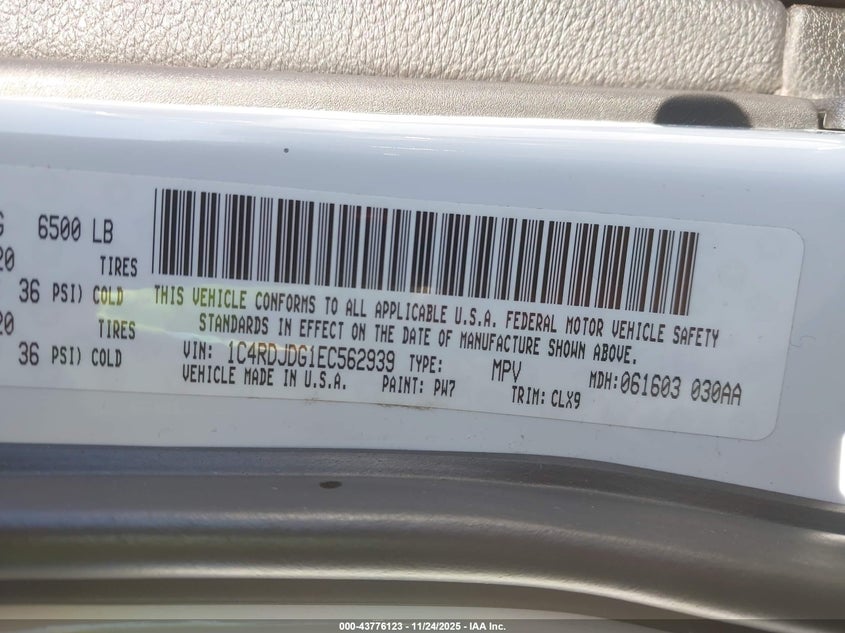 G 6500 LB
20 TIRES
36 PSI) COLD
20 TIRES
36 PSI) COLD
THIS VEHICLE CONFORMS TO ALL APPLICABLE U.S.A. FEDERAL MOTOR VEHICLE SAFETY
STANDARDS IN EFFECT ON THE DATE OF MANUFACTURE SHOWN ABOVE.
VIN: 1C4RDJDG1EC562939 TYPE: MPV MDH: 061603 030AA
VEHICLE MADE IN U.S.A. PAINT: PW7 TRIM: CLX9
000-43776123 - 11/24/2025 - IAA Inc.